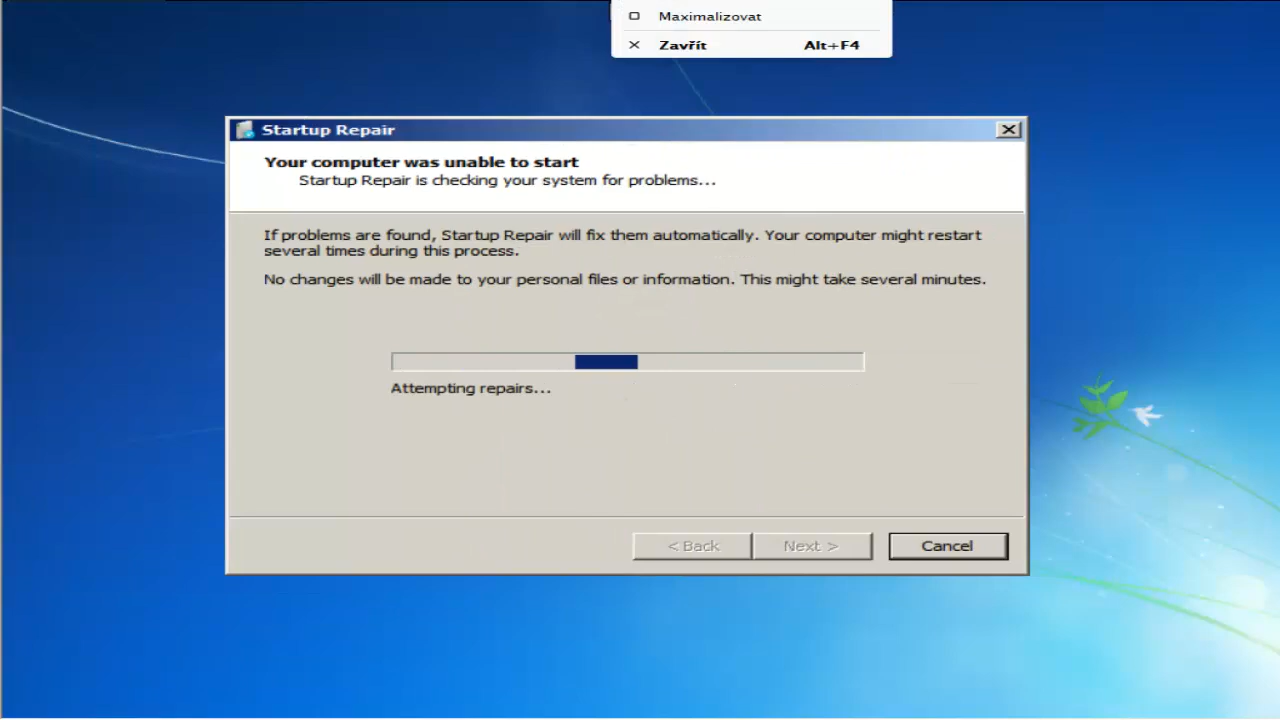 Maximalizovat
Zavřít Alt+F4
Startup Repair
Your computer was unable to start
Startup Repair is checking your system for problems...
If problems are found, Startup Repair will fix them automatically. Your computer might restart
several times during this process.
No changes will be made to your personal files or information. This might take several minutes.
Attempting repairs...
< Back Next > Cancel